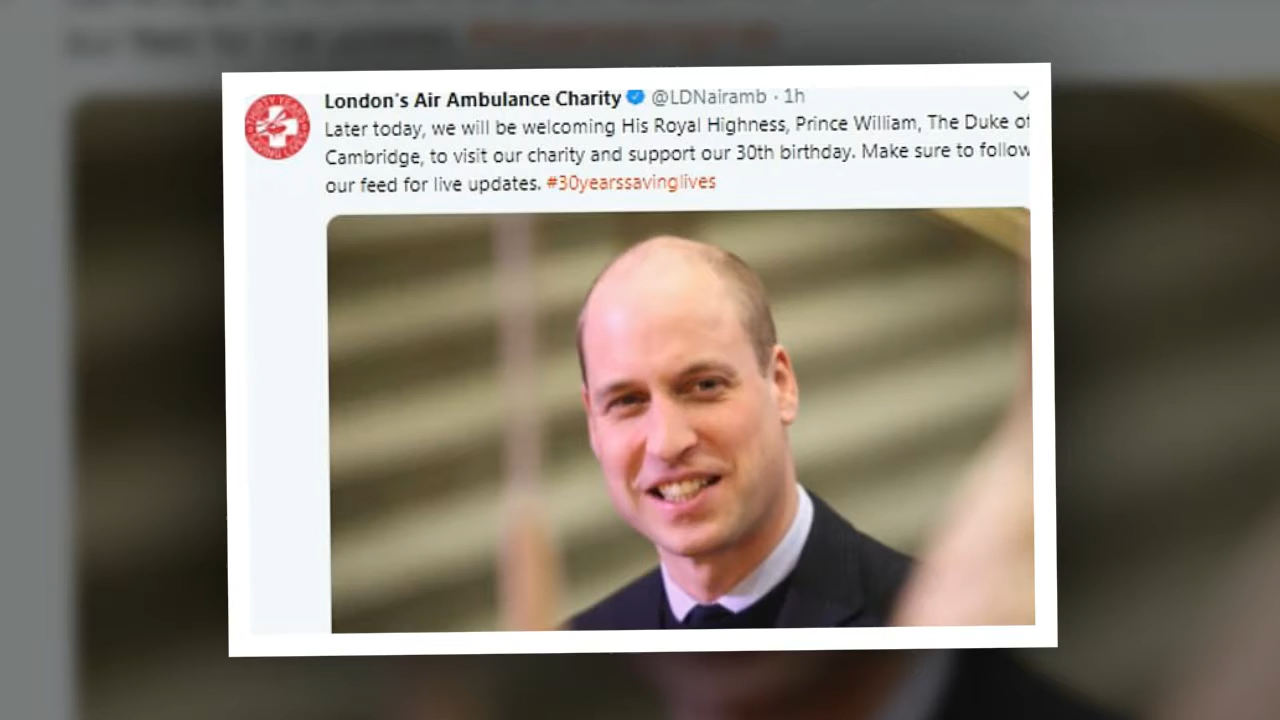 London's Air Ambulance Charity @LDNairamb · 1h
Later today, we will be welcoming His Royal Highness, Prince William, The Duke of
Cambridge, to visit our charity and support our 30th birthday. Make sure to follow
our feed for live updates. #30yearssavinglives